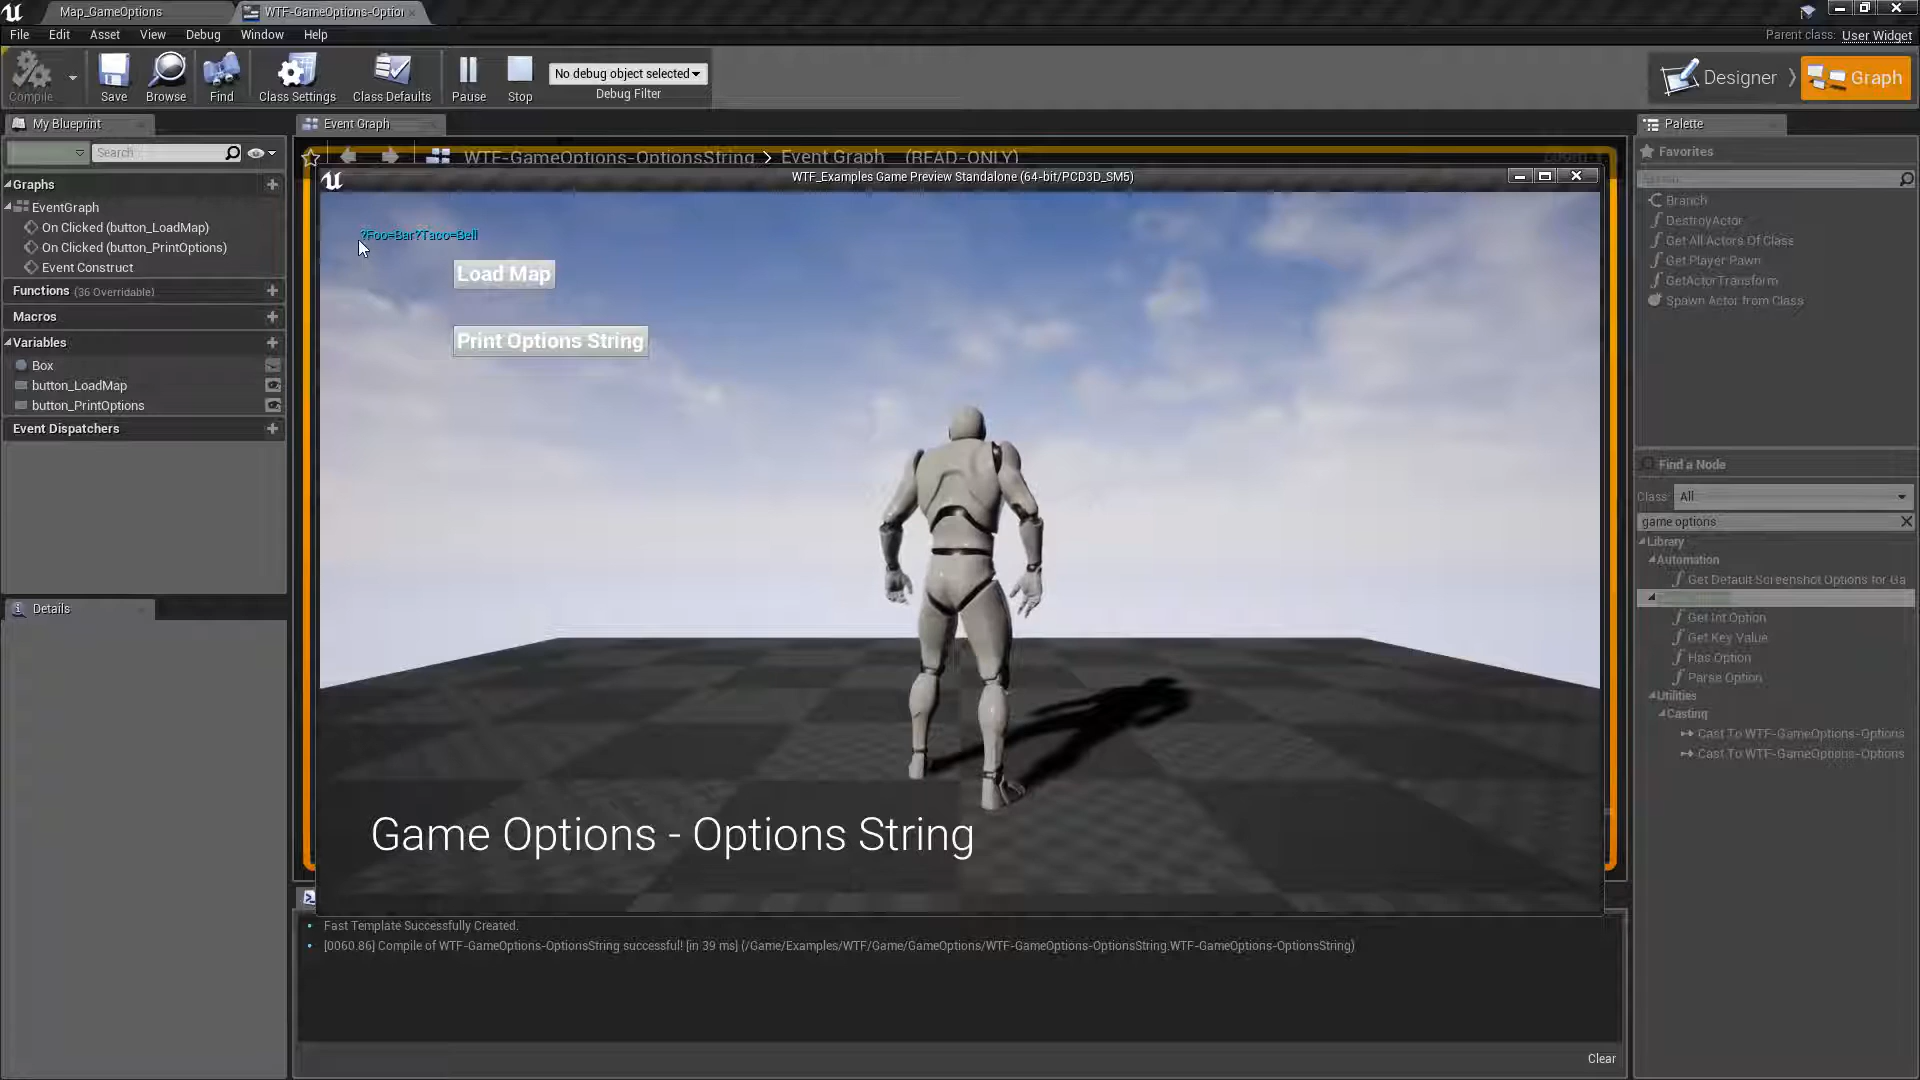 Map_GameOptions
WTF-GameOptions-Option
File Edit Asset View Debug Window Help
Parent class: User Widget
Compile
Save
Browse
Find
Class Settings
Class Defaults
Pause
Stop
No debug object selected
Debug Filter
Designer
Graph
My Blueprint
Search
Graphs
EventGraph
On Clicked (button_LoadMap)
On Clicked (button_PrintOptions)
Event Construct
Functions (36 Overridable)
Macros
Variables
Box
button_LoadMap
button_PrintOptions
Event Dispatchers
Details
Event Graph
WTF-GameOptions-OptionsString > Event Graph (READ-ONLY)
WTF_Examples Game Preview Standalone (64-bit/PCD3D_SM5)
?Foo=Bar?Taco=Bell
Load Map
Print Options String
Game Options - Options String
Fast Template Successfully Created.
[0060.86] Compile of WTF-GameOptions-OptionsString successful! [in 39 ms] (/Game/Examples/WTF/Game/GameOptions/WTF-GameOptions-OptionsString.WTF-GameOptions-OptionsString)
Clear
Palette
Favorites
Branch
DestroyActor
Get All Actors Of Class
Get Player Pawn
GetActorTransform
Spawn Actor from Class
Find a Node
Class: All
game options
Library
Automation
Get Default Screenshot Options for Ga
Get Int Option
Get Key Value
Has Option
Parse Option
Utilities
Casting
Cast To WTF-GameOptions-Options
Cast To WTF-GameOptions-Options